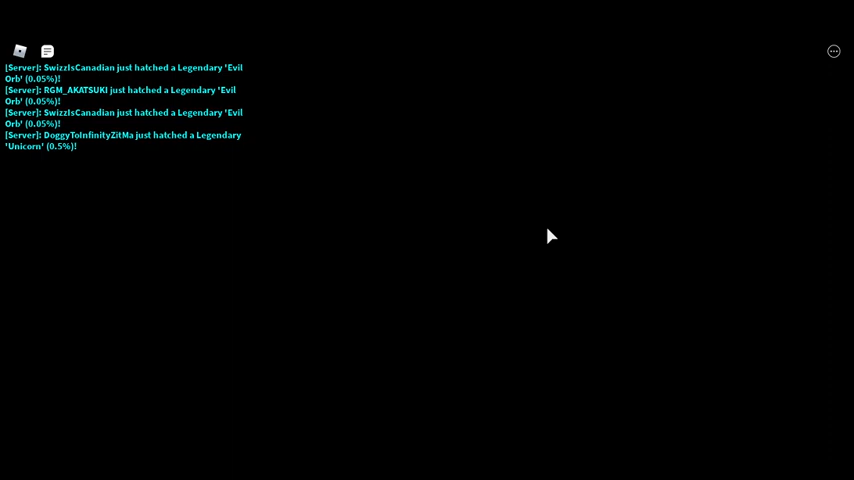 [Server]: SwizzIsCanadian just hatched a Legendary 'Evil
Orb' (0.05%)!
[Server]: RGM_AKATSUKI just hatched a Legendary 'Evil
Orb' (0.05%)!
[Server]: SwizzIsCanadian just hatched a Legendary 'Evil
Orb' (0.05%)!
[Server]: DoggyToInfinityZitMa just hatched a Legendary
'Unicorn' (0.5%)!